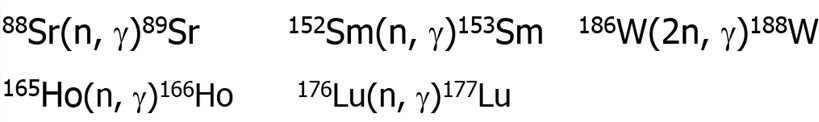 ⁸⁸Sr(n, γ)⁸⁹Sr ¹⁵²Sm(n, γ)¹⁵³Sm ¹⁸⁶W(2n, γ)¹⁸⁸W
¹⁶⁵Ho(n, γ)¹⁶⁶Ho ¹⁷⁶Lu(n, γ)¹⁷⁷Lu